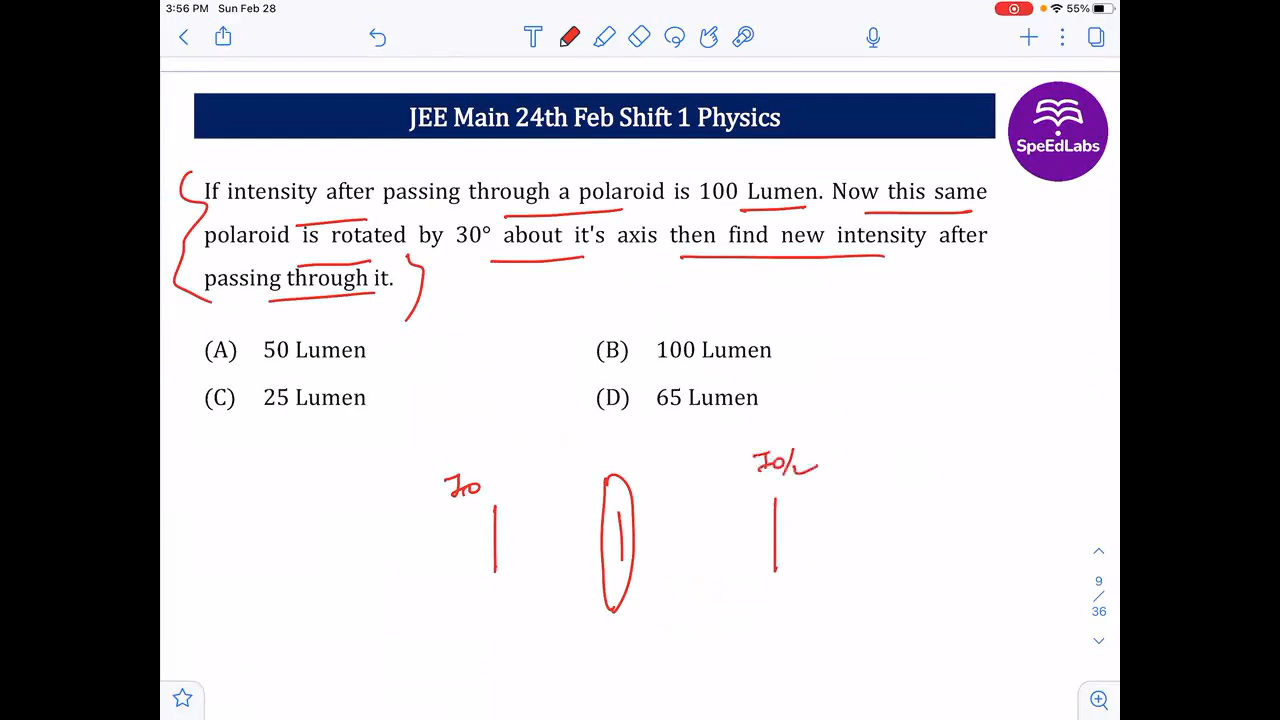 3:56 PM Sun Feb 28
55%
T
JEE Main 24th Feb Shift 1 Physics
SpeEdLabs
If intensity after passing through a polaroid is 100 Lumen. Now this same
polaroid is rotated by 30° about it's axis then find new intensity after
passing through it.
(A) 50 Lumen (B) 100 Lumen
(C) 25 Lumen (D) 65 Lumen
I0/2
I0
9
/
36